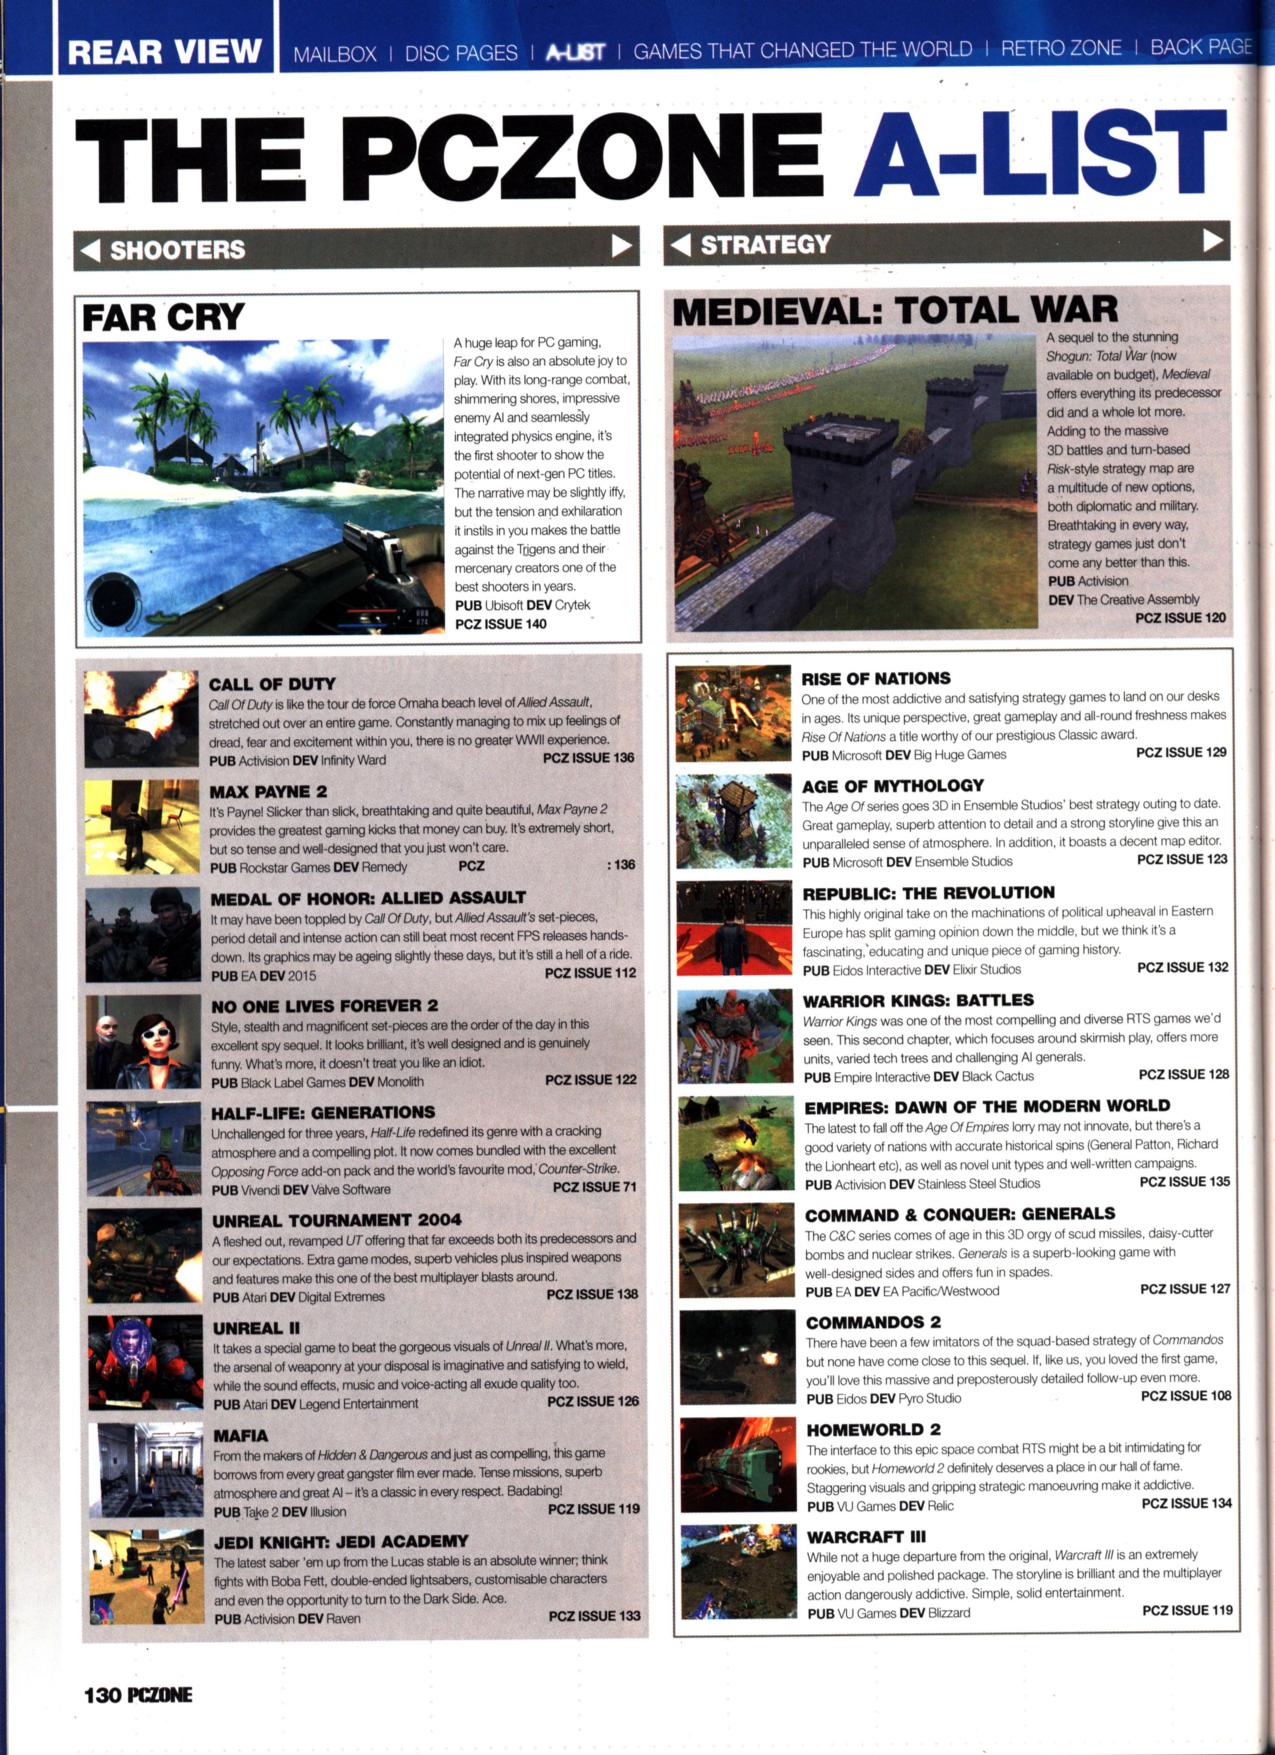 REAR VIEW
MAILBOX | DISC PAGES | A-LIST | GAMES THAT CHANGED THE WORLD | RETRO ZONE | BACK PAGE
THE PCZONE A-LIST
SHOOTERS
FAR CRY
A huge leap for PC gaming,
Far Cry is also an absolute joy to
play. With its long-range combat,
shimmering shores, impressive
enemy AI and seamlessly
integrated physics engine, it's
the first shooter to show the
potential of next-gen PC titles.
The narrative may be slightly iffy,
but the tension and exhilaration
it instils in you makes the battle
against the Trigens and their
mercenary creators one of the
best shooters in years.
PUB Ubisoft DEV Crytek
PCZ ISSUE 140
CALL OF DUTY
Call Of Duty is like the tour de force Omaha beach level of Allied Assault,
stretched out over an entire game. Constantly managing to mix up feelings of
dread, fear and excitement within you, there is no greater WWII experience.
PUB Activision DEV Infinity Ward PCZ ISSUE 136
MAX PAYNE 2
It's Payne! Slicker than slick, breathtaking and quite beautiful, Max Payne 2
provides the greatest gaming kicks that money can buy. It's extremely short,
but so tense and well-designed that you just won't care.
PUB Rockstar Games DEV Remedy PCZ : 136
MEDAL OF HONOR: ALLIED ASSAULT
It may have been toppled by Call Of Duty, but Allied Assault's set-pieces,
period detail and intense action can still beat most recent FPS releases hands-
down. Its graphics may be ageing slightly these days, but it's still a hell of a ride.
PUB EA DEV 2015 PCZ ISSUE 112
NO ONE LIVES FOREVER 2
Style, stealth and magnificent set-pieces are the order of the day in this
excellent spy sequel. It looks brilliant, it's well designed and is genuinely
funny. What's more, it doesn't treat you like an idiot.
PUB Black Label Games DEV Monolith PCZ ISSUE 122
HALF-LIFE: GENERATIONS
Unchallenged for three years, Half-Life redefined its genre with a cracking
atmosphere and a compelling plot. It now comes bundled with the excellent
Opposing Force add-on pack and the world's favourite mod, Counter-Strike.
PUB Vivendi DEV Valve Software PCZ ISSUE 71
UNREAL TOURNAMENT 2004
A fleshed out, revamped UT offering that far exceeds both its predecessors and
our expectations. Extra game modes, superb vehicles plus inspired weapons
and features make this one of the best multiplayer blasts around.
PUB Atari DEV Digital Extremes PCZ ISSUE 138
UNREAL II
It takes a special game to beat the gorgeous visuals of Unreal II. What's more,
the arsenal of weaponry at your disposal is imaginative and satisfying to wield,
while the sound effects, music and voice-acting all exude quality too.
PUB Atari DEV Legend Entertainment PCZ ISSUE 126
MAFIA
From the makers of Hidden & Dangerous and just as compelling, this game
borrows from every great gangster film ever made. Tense missions, superb
atmosphere and great AI – it's a classic in every respect. Badabing!
PUB Take 2 DEV Illusion PCZ ISSUE 119
JEDI KNIGHT: JEDI ACADEMY
The latest saber 'em up from the Lucas stable is an absolute winner; think
fights with Boba Fett, double-ended lightsabers, customisable characters
and even the opportunity to turn to the Dark Side. Ace.
PUB Activision DEV Raven PCZ ISSUE 133
STRATEGY
MEDIEVAL: TOTAL WAR
A sequel to the stunning
Shogun: Total War (now
available on budget), Medieval
offers everything its predecessor
did and a whole lot more.
Adding to the massive
3D battles and turn-based
Risk-style strategy map are
a multitude of new options,
both diplomatic and military.
Breathtaking in every way,
strategy games just don't
come any better than this.
PUB Activision
DEV The Creative Assembly
PCZ ISSUE 120
RISE OF NATIONS
One of the most addictive and satisfying strategy games to land on our desks
in ages. Its unique perspective, great gameplay and all-round freshness makes
Rise Of Nations a title worthy of our prestigious Classic award.
PUB Microsoft DEV Big Huge Games PCZ ISSUE 129
AGE OF MYTHOLOGY
The Age Of series goes 3D in Ensemble Studios' best strategy outing to date.
Great gameplay, superb attention to detail and a strong storyline give this an
unparalleled sense of atmosphere. In addition, it boasts a decent map editor.
PUB Microsoft DEV Ensemble Studios PCZ ISSUE 123
REPUBLIC: THE REVOLUTION
This highly original take on the machinations of political upheaval in Eastern
Europe has split gaming opinion down the middle, but we think it's a
fascinating, educating and unique piece of gaming history.
PUB Eidos Interactive DEV Elixir Studios PCZ ISSUE 132
WARRIOR KINGS: BATTLES
Warrior Kings was one of the most compelling and diverse RTS games we'd
seen. This second chapter, which focuses around skirmish play, offers more
units, varied tech trees and challenging AI generals.
PUB Empire Interactive DEV Black Cactus PCZ ISSUE 128
EMPIRES: DAWN OF THE MODERN WORLD
The latest to fall off the Age Of Empires lorry may not innovate, but there's a
good variety of nations with accurate historical spins (General Patton, Richard
the Lionheart etc), as well as novel unit types and well-written campaigns.
PUB Activision DEV Stainless Steel Studios PCZ ISSUE 135
COMMAND & CONQUER: GENERALS
The C&C series comes of age in this 3D orgy of scud missiles, daisy-cutter
bombs and nuclear strikes. Generals is a superb-looking game with
well-designed sides and offers fun in spades.
PUB EA DEV EA Pacific/Westwood PCZ ISSUE 127
COMMANDOS 2
There have been a few imitators of the squad-based strategy of Commandos
but none have come close to this sequel. If, like us, you loved the first game,
you'll love this massive and preposterously detailed follow-up even more.
PUB Eidos DEV Pyro Studio PCZ ISSUE 108
HOMEWORLD 2
The interface to this epic space combat RTS might be a bit intimidating for
rookies, but Homeworld 2 definitely deserves a place in our hall of fame.
Staggering visuals and gripping strategic manoeuvring make it addictive.
PUB VU Games DEV Relic PCZ ISSUE 134
WARCRAFT III
While not a huge departure from the original, Warcraft III is an extremely
enjoyable and polished package. The storyline is brilliant and the multiplayer
action dangerously addictive. Simple, solid entertainment.
PUB VU Games DEV Blizzard PCZ ISSUE 119
130 PCZONE